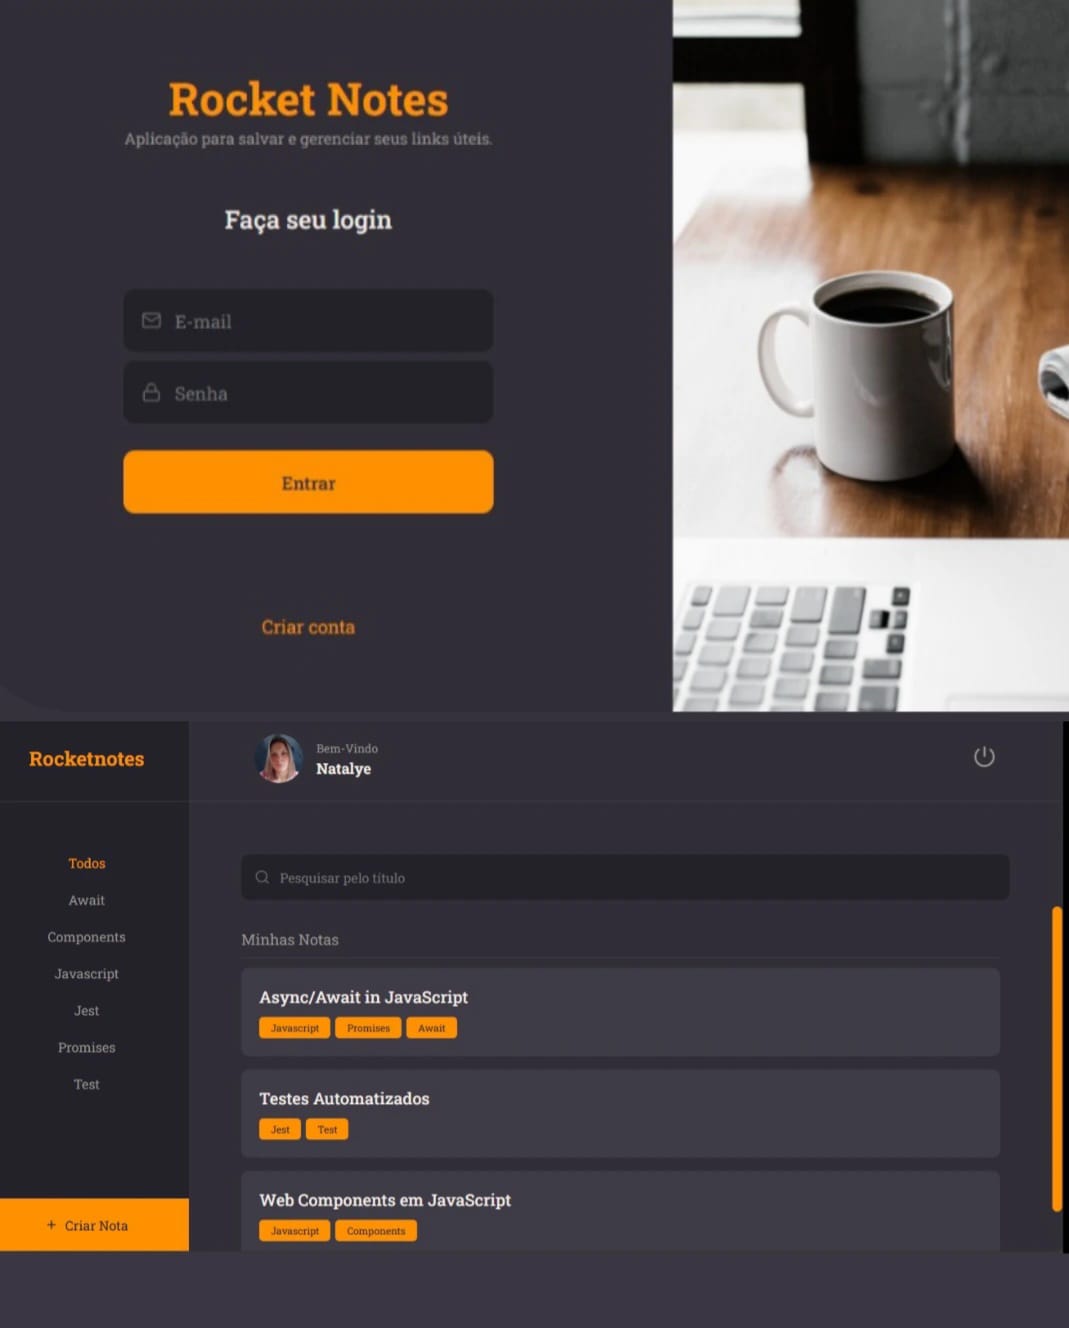 Rocket Notes
Aplicação para salvar e gerenciar seus links úteis.
Faça seu login
E-mail
Senha
Entrar
Criar conta
Rocketnotes
Bem-Vindo
Natalye
Todos
Await
Components
Javascript
Jest
Promises
Test
+ Criar Nota
Pesquisar pelo título
Minhas Notas
Async/Await in JavaScript
Javascript Promises Await
Testes Automatizados
Jest Test
Web Components em JavaScript
Javascript Components